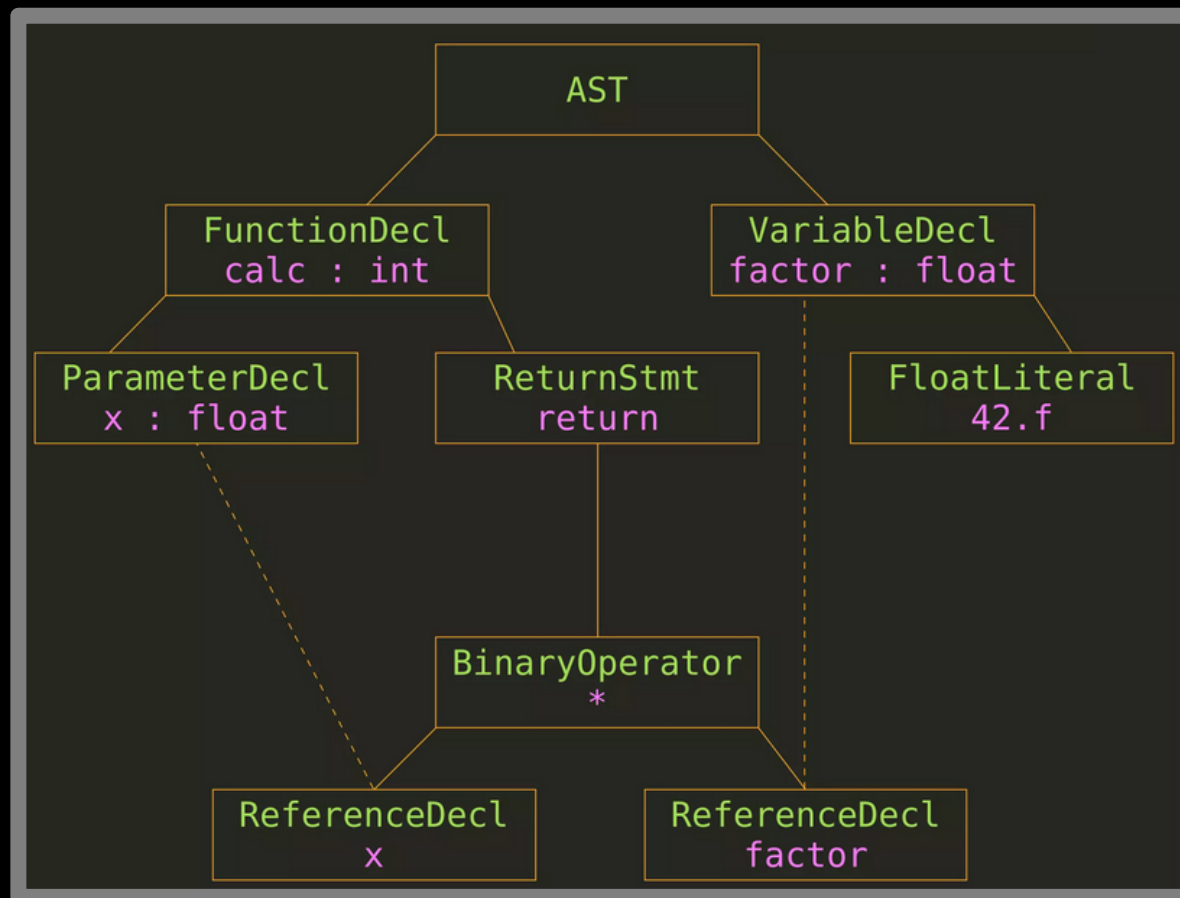 AST
FunctionDecl
calc : int
VariableDecl
factor : float
ParameterDecl
x : float
ReturnStmt
return
FloatLiteral
42.f
BinaryOperator
*
ReferenceDecl
x
ReferenceDecl
factor